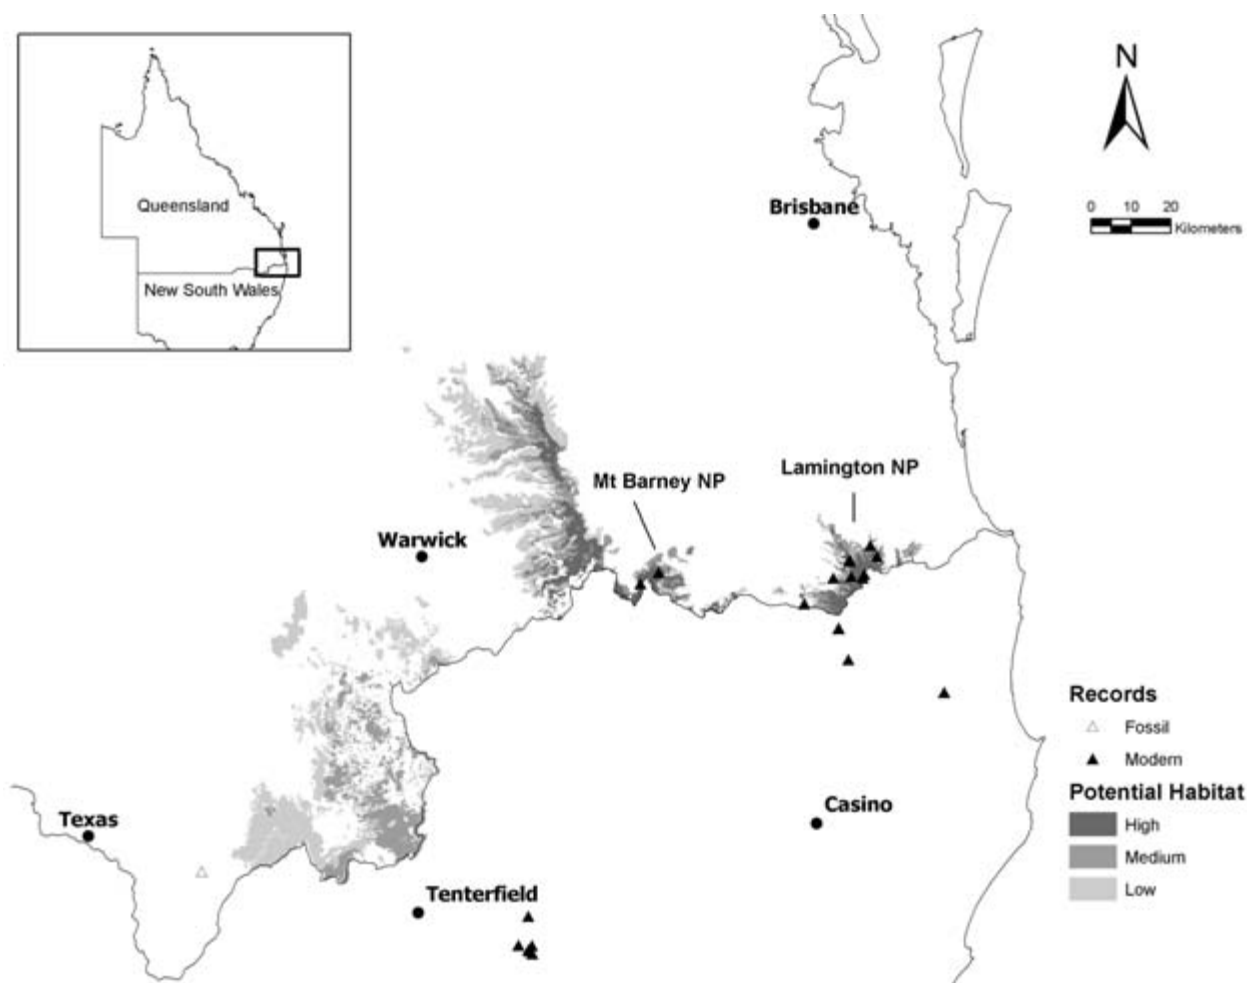 N
0 10 20
Kilometers
Queensland
New South Wales
Brisbane
Lamington NP
Mt Barney NP
Warwick
Records
Fossil
Modern
Potential Habitat
High
Medium
Low
Texas
Casino
Tenterfield